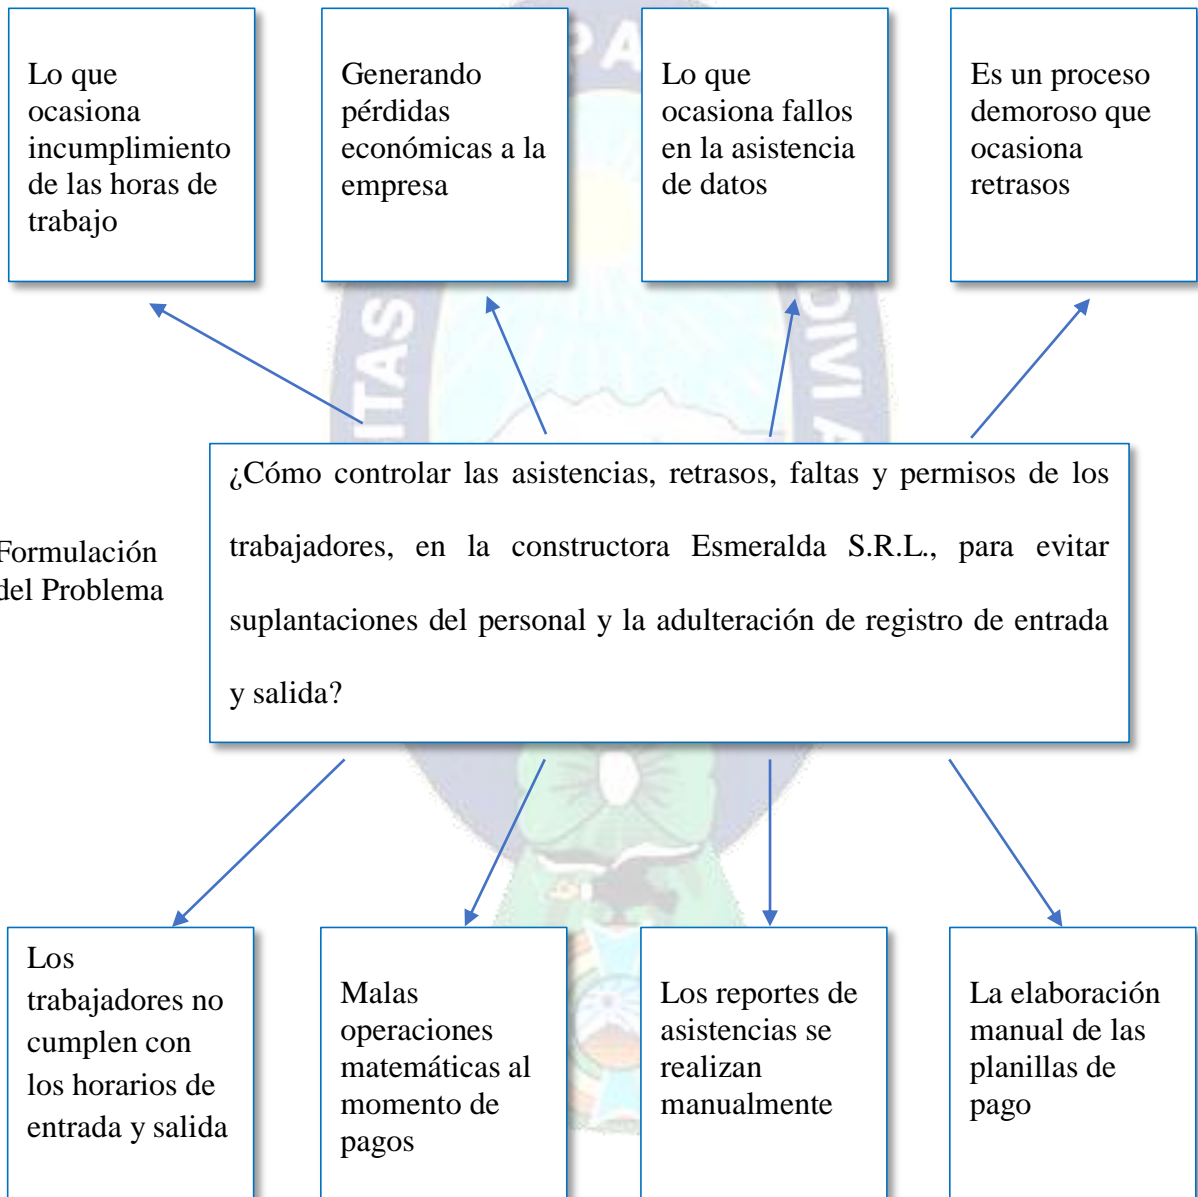 Lo que
ocasiona
incumplimiento
de las horas de
trabajo
Generando
pérdidas
económicas a la
empresa
Lo que
ocasiona fallos
en la asistencia
de datos
Es un proceso
demoroso que
ocasiona
retrasos
Formulación
del Problema
¿Cómo controlar las asistencias, retrasos, faltas y permisos de los
trabajadores, en la constructora Esmeralda S.R.L., para evitar
suplantaciones del personal y la adulteración de registro de entrada
y salida?
Los
trabajadores no
cumplen con
los horarios de
entrada y salida
Malas
operaciones
matemáticas al
momento de
pagos
Los reportes de
asistencias se
realizan
manualmente
La elaboración
manual de las
planillas de
pago